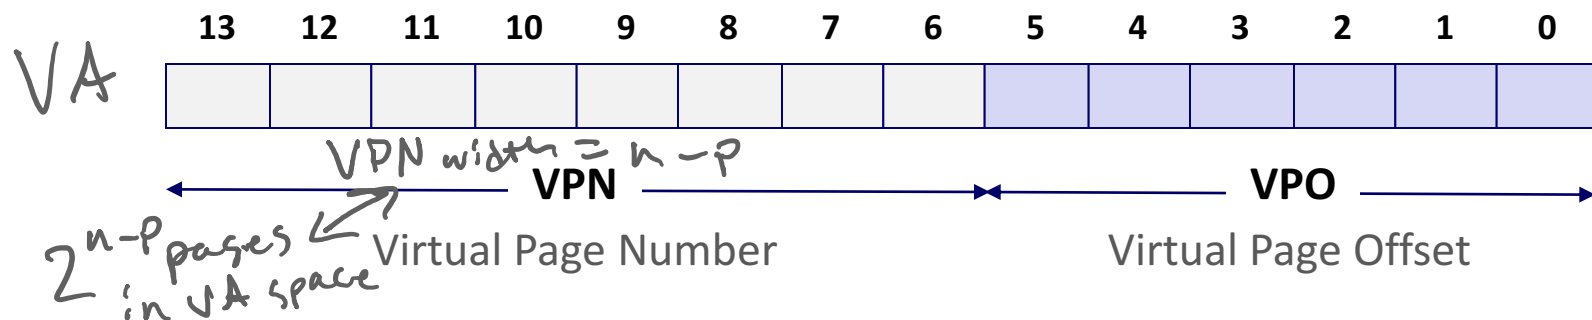 13 12 11 10 9 8 7 6 5 4 3 2 1 0
VA
VPN width = n-p
VPN VPO
2^n-p pages
in VA space
Virtual Page Number Virtual Page Offset